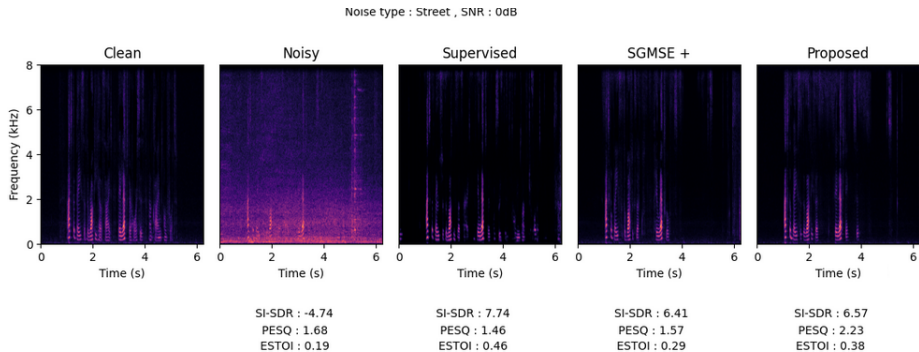 Noise type : Street , SNR : 0dB
Clean
Noisy
Supervised
SGMSE +
Proposed
Frequency (kHz)
8
6
4
2
0
0 2 4 6
0 2 4 6
0 2 4 6
0 2 4 6
0 2 4 6
Time (s)
Time (s)
Time (s)
Time (s)
Time (s)
SI-SDR : -4.74
PESQ : 1.68
ESTOI : 0.19
SI-SDR : 7.74
PESQ : 1.46
ESTOI : 0.46
SI-SDR : 6.41
PESQ : 1.57
ESTOI : 0.29
SI-SDR : 6.57
PESQ : 2.23
ESTOI : 0.38